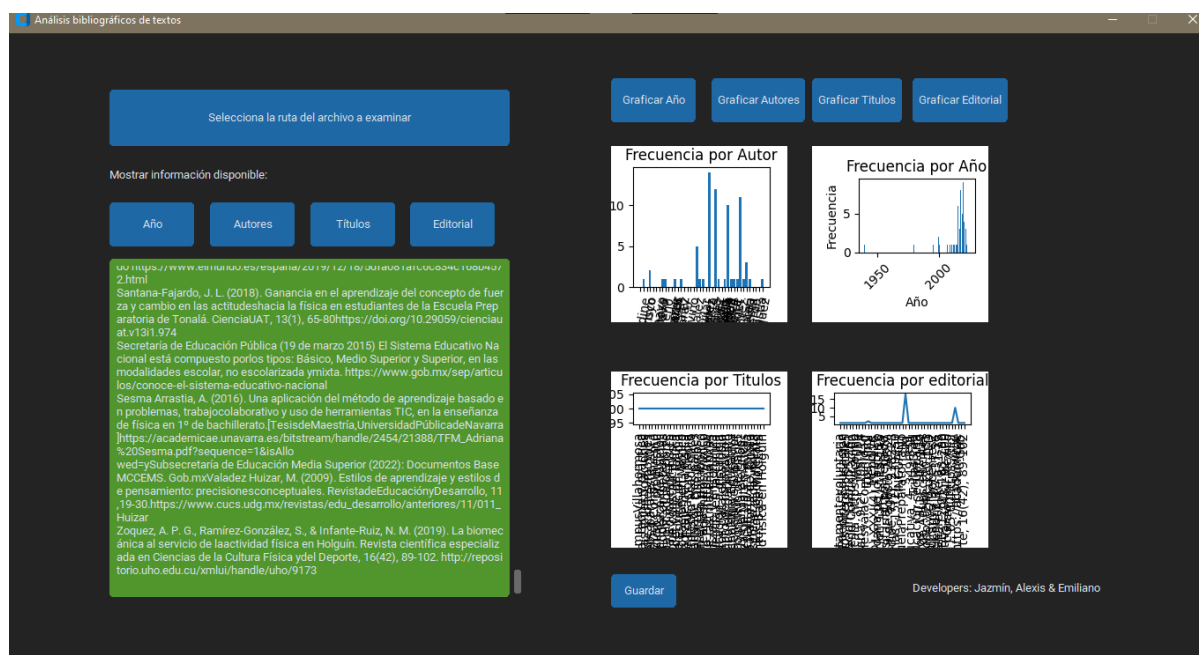 Análisis bibliográficos de textos
Selecciona la ruta del archivo a examinar
Mostrar información disponible:
Año
Autores
Títulos
Editorial
do https://www.elmundo.es/espana/2019/12/18/5dfa081afc6c834c168b457
2.html
Santana-Fajardo, J. L. (2018). Ganancia en el aprendizaje del concepto de fuer
za y cambio en las actitudeshacia la física en estudiantes de la Escuela Prep
aratoria de Tonalá. CienciaUAT, 13(1), 65-80https://doi.org/10.29059/cienciau
at.v13i1.974
Secretaría de Educación Pública (19 de marzo 2015) El Sistema Educativo Na
cional está compuesto porlos tipos: Básico, Medio Superior y Superior, en las
modalidades escolar, no escolarizada ymixta. https://www.gob.mx/sep/articu
los/conoce-el-sistema-educativo-nacional
Sesma Arrastia, A. (2016). Una aplicación del método de aprendizaje basado e
n problemas, trabajocolaborativo y uso de herramientas TIC, en la enseñanza
de física en 1º de bachillerato.[TesisdeMaestría,UniversidadPúblicadeNavarra
]https://academicae.unavarra.es/bitstream/handle/2454/21388/TFM_Adriana
%20Sesma.pdf?sequence=1&isAllo
wed=ySubsecretaría de Educación Media Superior (2022): Documentos Base
MCCEMS. Gob.mxValadez Huizar, M. (2009). Estilos de aprendizaje y estilos d
e pensamiento: precisionesconceptuales. RevistadeEducaciónyDesarrollo, 11
,19-30.https://www.cucs.udg.mx/revistas/edu_desarrollo/anteriores/11/011_
Huizar
Zoquez, A. P. G., Ramírez-González, S., & Infante-Ruiz, N. M. (2019). La biomec
ánica al servicio de laactividad física en Holguín. Revista científica especializ
ada en Ciencias de la Cultura Física ydel Deporte, 16(42), 89-102. http://reposi
torio.uho.edu.cu/xmlui/handle/uho/9173
Graficar Año
Graficar Autores
Graficar Titulos
Graficar Editorial
Frecuencia por Autor
10
5
0
Frecuencia por Año
Frecuencia
5
0
1950
2000
Año
Frecuencia por Titulos
05
00
95
Frecuencia por editorial
15
10
5
Guardar
Developers: Jazmín, Alexis & Emiliano